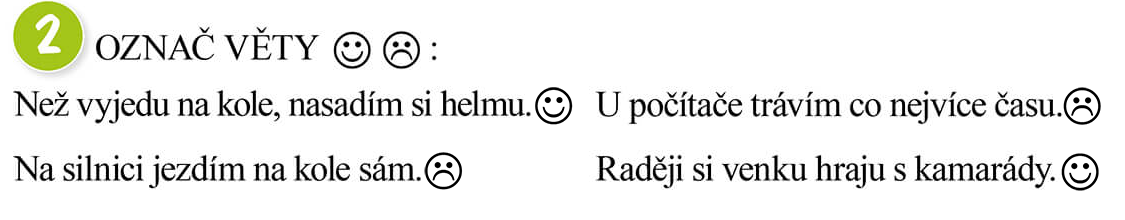 2 OZNAČ VĚTY ☺ ☹ :
Než vyjedu na kole, nasadím si helmu.☺ U počítače trávím co nejvíce času.☹
Na silnici jezdím na kole sám.☹ Raději si venku hraju s kamarády.☺